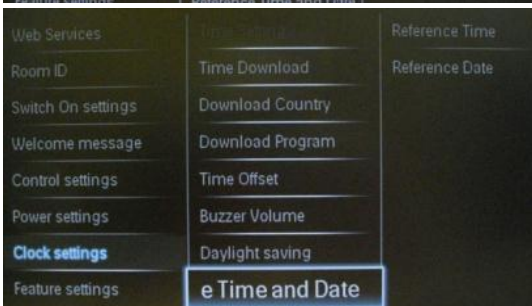 Web Services
Room ID
Switch On settings
Welcome message
Control settings
Power settings
Clock settings
Feature settings
Time Download
Download Country
Download Program
Time Offset
Buzzer Volume
Daylight saving
e Time and Date
Reference Time
Reference Date